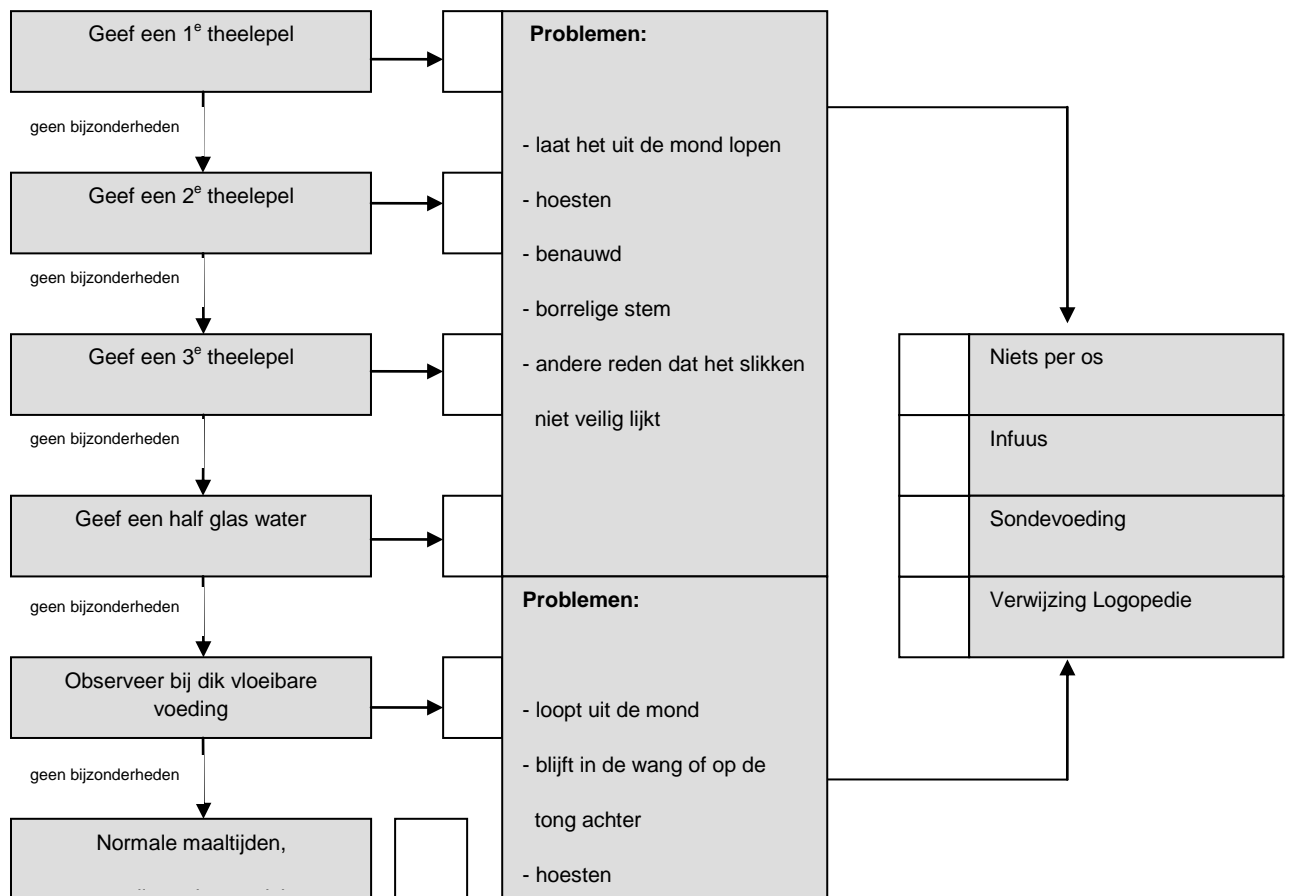 Geef een 1e theelepel
geen bijzonderheden
Geef een 2e theelepel
geen bijzonderheden
Geef een 3e theelepel
geen bijzonderheden
Geef een half glas water
geen bijzonderheden
Observeer bij dik vloeibare
voeding
geen bijzonderheden
Normale maaltijden,
Problemen:
- laat het uit de mond lopen
- hoesten
- benauwd
- borrelige stem
- andere reden dat het slikken
niet veilig lijkt
Problemen:
- loopt uit de mond
- blijft in de wang of op de
tong achter
- hoesten
Niets per os
Infuus
Sondevoeding
Verwijzing Logopedie